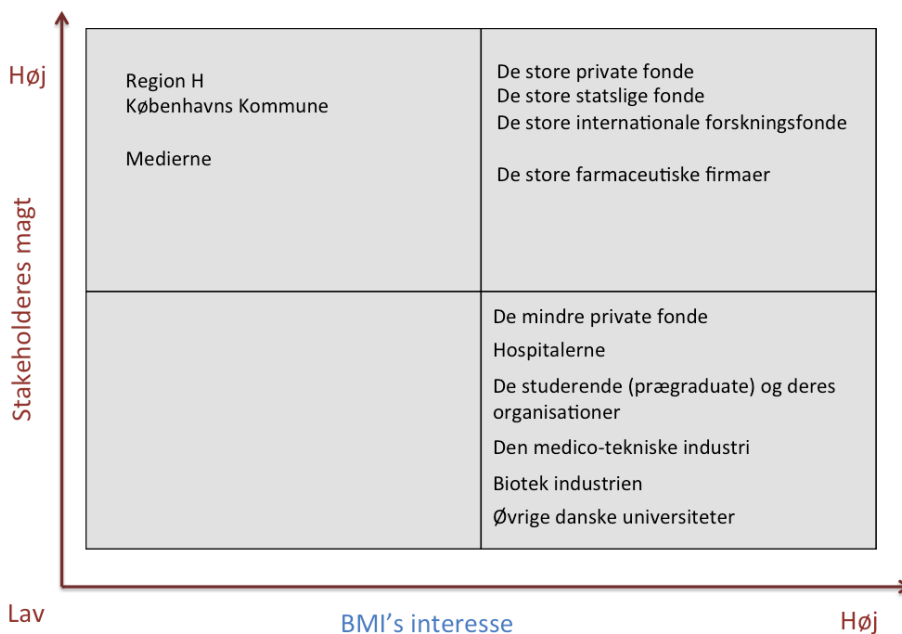 Høj
Region H
Københavns Kommune
Medierne
De store private fonde
De store statslige fonde
De store internationale forskningsfonde
De store farmaceutiske firmaer
Stakeholderes magt
De mindre private fonde
Hospitalerne
De studerende (prægraduate) og deres
organisationer
Den medico-tekniske industri
Biotek industrien
Øvrige danske universiteter
Lav
BMI's interesse
Høj